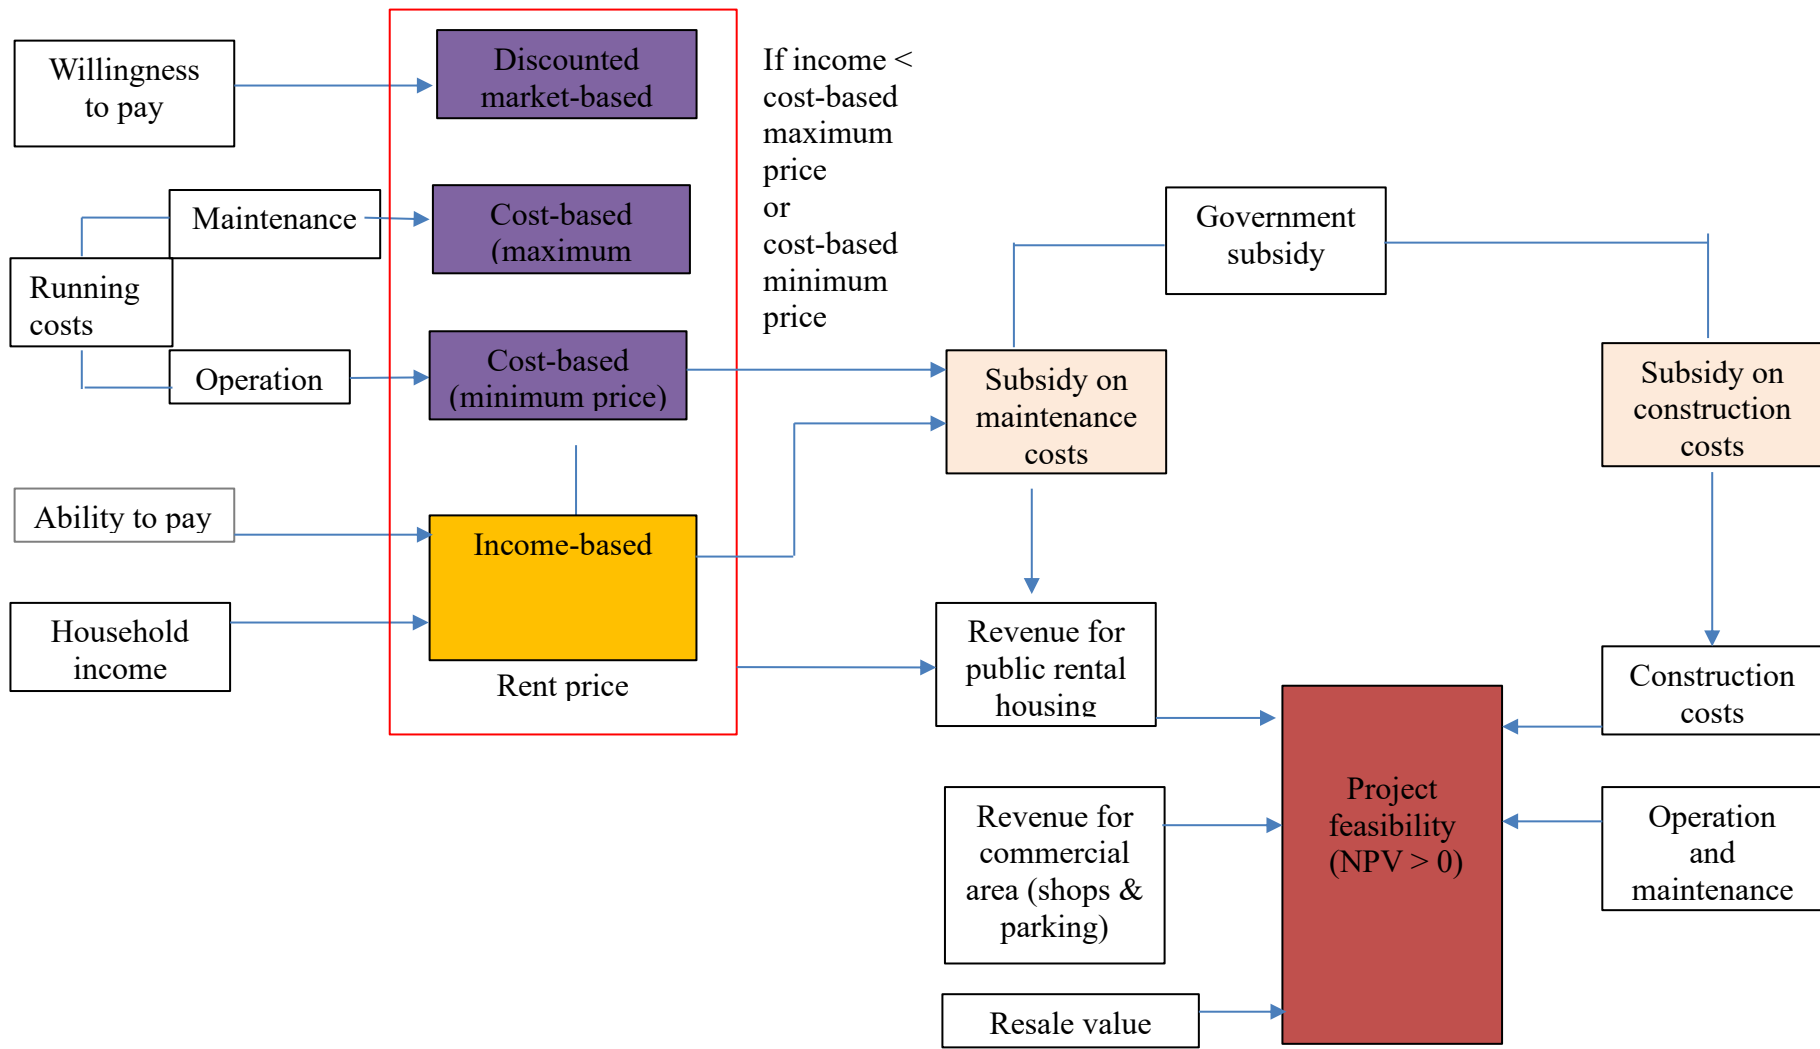 Willingness
to pay
Discounted
market-based
If income <
cost-based
maximum
price
or
cost-based
minimum
price
Maintenance
Cost-based
(maximum
Running
costs
Operation
Cost-based
(minimum price)
Government
subsidy
Subsidy on
maintenance
costs
Subsidy on
construction
costs
Ability to pay
Income-based
Household
income
Rent price
Revenue for
public rental
housing
Construction
costs
Project
feasibility
(NPV > 0)
Revenue for
commercial
area (shops &
parking)
Operation
and
maintenance
Resale value